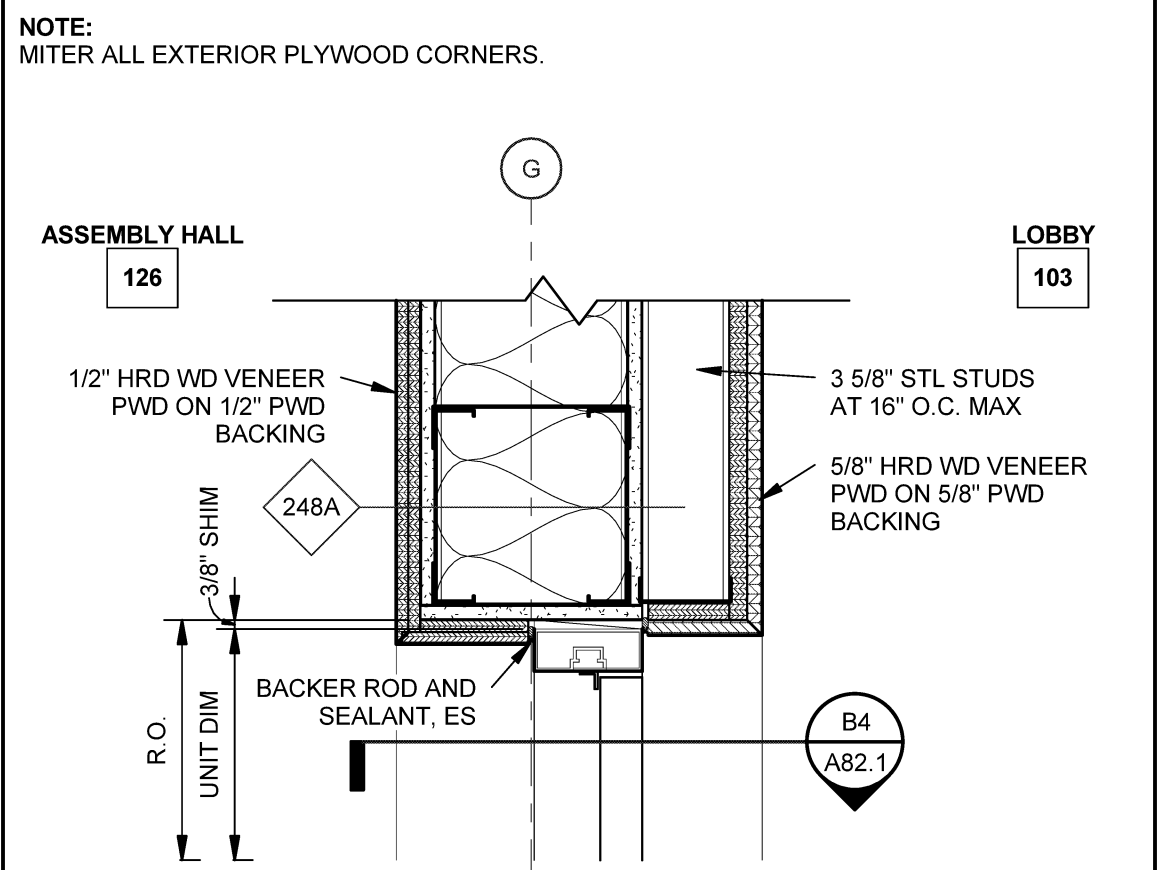 NOTE:
MITER ALL EXTERIOR PLYWOOD CORNERS.
G
ASSEMBLY HALL
126
LOBBY
103
1/2" HRD WD VENEER
PWD ON 1/2" PWD
BACKING
3 5/8" STL STUDS
AT 16" O.C. MAX
5/8" HRD WD VENEER
PWD ON 5/8" PWD
BACKING
248A
3/8" SHIM
BACKER ROD AND
SEALANT, ES
R.O.
UNIT DIM
B4
A82.1